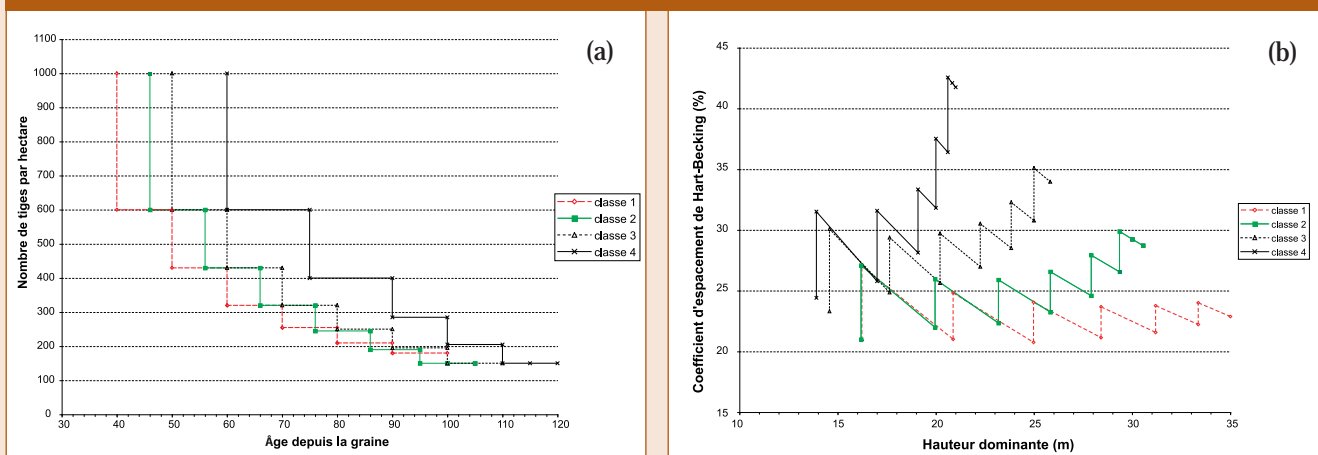 (a)
Nombre de tiges par hectare
1100
1000
900
800
700
600
500
400
300
200
100
0
30 40 50 60 70 80 90 100 110 120
Âge depuis la graine
classe 1
classe 2
classe 3
classe 4
(b)
Coefficient d'espacement de Hart-Becking (%)
45
40
35
30
25
20
15
10 15 20 25 30 35
Hauteur dominante (m)
classe 1
classe 2
classe 3
classe 4